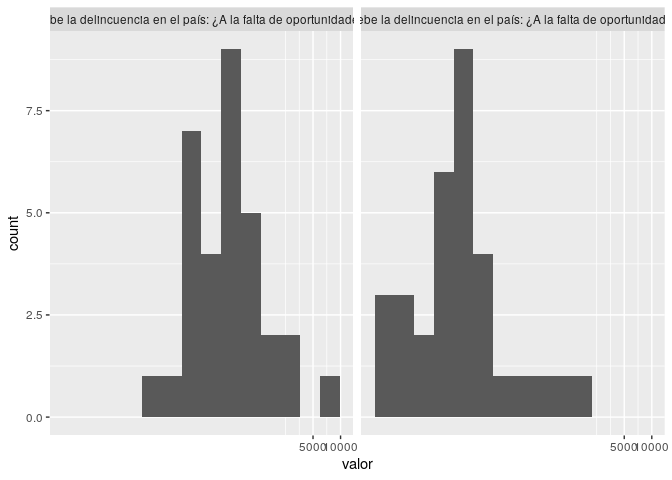 be la delincuencia en el país: ¿A la falta de oportunidade
be la delincuencia en el país: ¿A la falta de oportunidad
7.5
5.0
2.5
0.0
count
5000 10000
5000 10000
valor